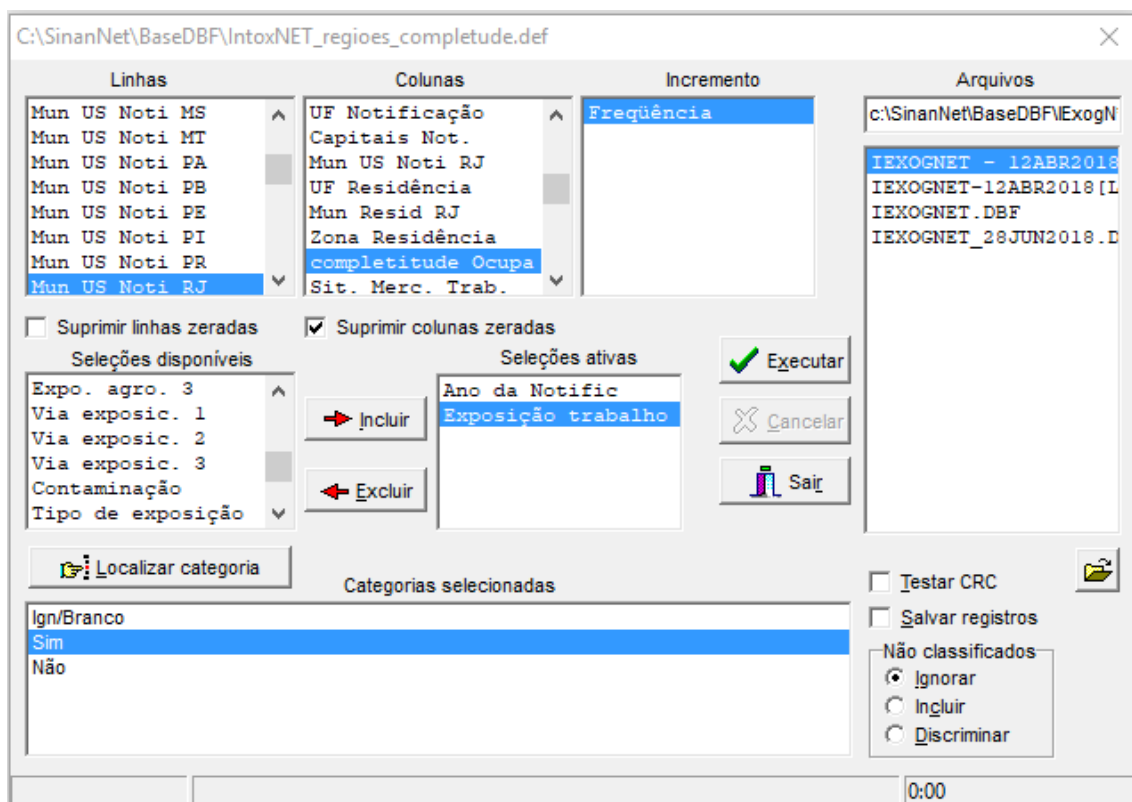 C:\SinanNet\BaseDBF\IntoxNET_regioes_completude.def
Linhas
Mun US Noti MS
Mun US Noti MT
Mun US Noti PA
Mun US Noti PB
Mun US Noti PE
Mun US Noti PI
Mun US Noti PR
Mun US Noti RJ
Colunas
UF Notificação
Capitais Not.
Mun US Noti RJ
UF Residência
Mun Resid RJ
Zona Residência
completitude Ocupa
Sit. Merc. Trab.
Incremento
Freqüência
Arquivos
c:\SinanNet\BaseDBF\IExogN
IEXOGNET - 12ABR2018
IEXOGNET-12ABR2018[L
IEXOGNET.DBF
IEXOGNET_28JUN2018.D
Suprimir linhas zeradas
Suprimir colunas zeradas
Seleções disponíveis
Expo. agro. 3
Via exposic. 1
Via exposic. 2
Via exposic. 3
Contaminação
Tipo de exposição
Incluir
Excluir
Seleções ativas
Ano da Notific
Exposição trabalho
Executar
Cancelar
Sair
Localizar categoria
Categorias selecionadas
Ign/Branco
Sim
Não
Testar CRC
Salvar registros
Não classificados
Ignorar
Incluir
Discriminar
0:00